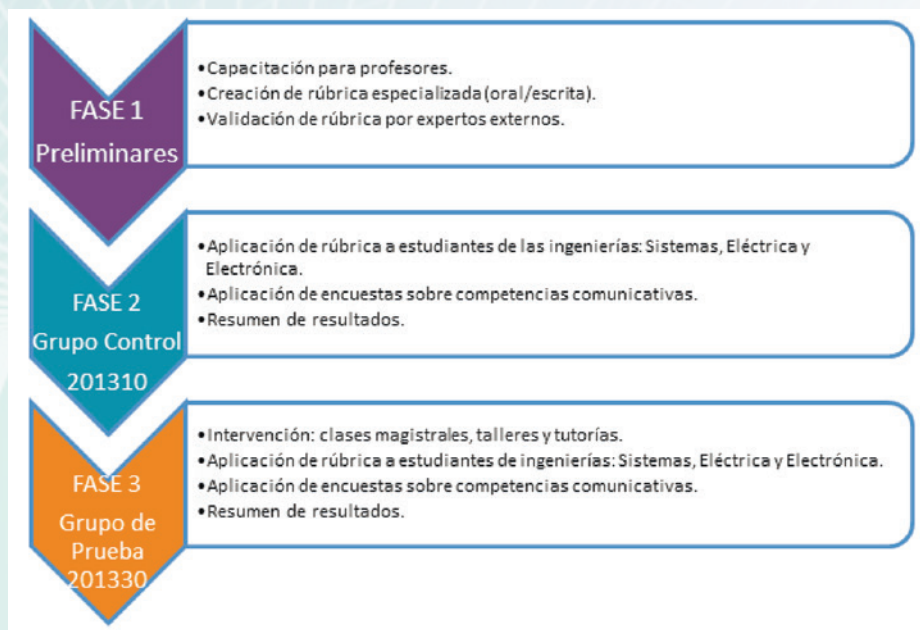 FASE 1
Preliminares
•Capacitación para profesores.
•Creación de rúbrica especializada (oral/escrita).
•Validación de rúbrica por expertos externos.
FASE 2
Grupo Control
201310
•Aplicación de rúbrica a estudiantes de las ingenierías: Sistemas, Eléctrica y
Electrónica.
•Aplicación de encuestas sobre competencias comunicativas.
•Resumen de resultados.
FASE 3
Grupo de
Prueba
201330
•Intervención: clases magistrales, talleres y tutorías.
•Aplicación de rúbrica a estudiantes de ingenierías: Sistemas, Eléctrica y Electrónica.
•Aplicación de encuestas sobre competencias comunicativas.
•Resumen de resultados.